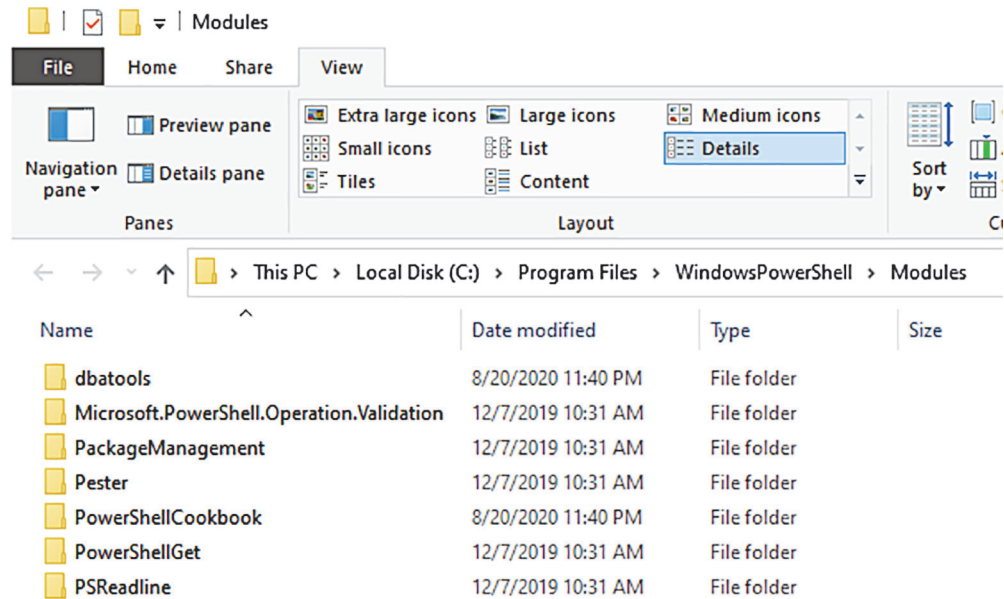 Modules
File Home Share View
Extra large icons Large icons Medium icons
Preview pane
Small icons List Details
Navigation pane
Details pane
Tiles Content
Sort by
Panes Layout
This PC > Local Disk (C:) > Program Files > WindowsPowerShell > Modules
Name Date modified Type Size
dbatools 8/20/2020 11:40 PM File folder
Microsoft.PowerShell.Operation.Validation 12/7/2019 10:31 AM File folder
PackageManagement 12/7/2019 10:31 AM File folder
Pester 12/7/2019 10:31 AM File folder
PowerShellCookbook 8/20/2020 11:40 PM File folder
PowerShellGet 12/7/2019 10:31 AM File folder
PSReadline 12/7/2019 10:31 AM File folder